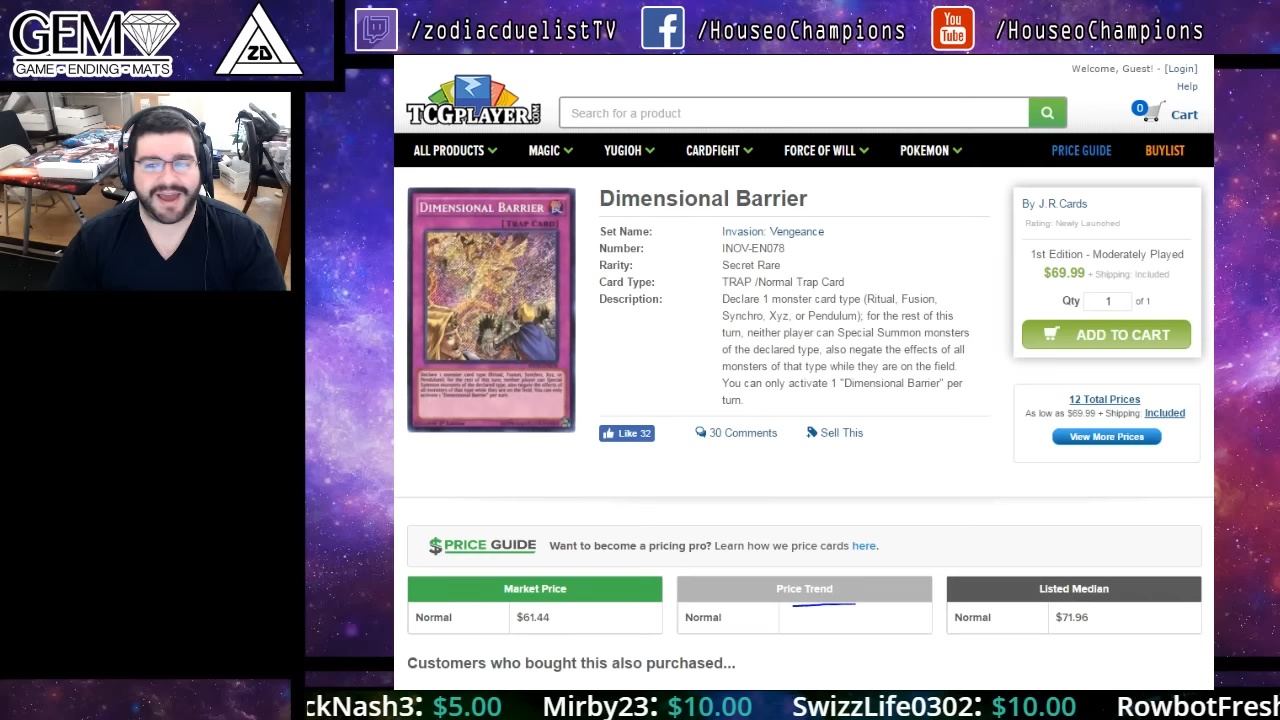 GEM
GAME-ENDING-MATS
ZD
/zodiacduelistTV
/HouseoChampions
You Tube
/HouseoChampions
Welcome, Guest! - [Login]
Help
TCGPLAYER.COM
Search for a product
0
Cart
ALL PRODUCTS
MAGIC
YUGIOH
CARDFIGHT
FORCE OF WILL
POKEMON
PRICE GUIDE
BUYLIST
DIMENSIONAL BARRIER
[TRAP CARD]
Dimensional Barrier
Set Name: Invasion: Vengeance
Number: INOV-EN078
Rarity: Secret Rare
Card Type: TRAP /Normal Trap Card
Description: Declare 1 monster card type (Ritual, Fusion,
Synchro, Xyz, or Pendulum); for the rest of this
turn, neither player can Special Summon monsters
of the declared type, also negate the effects of all
monsters of that type while they are on the field.
You can only activate 1 "Dimensional Barrier" per
turn.
Like 32
30 Comments
Sell This
By J.R.Cards
Rating: Newly Launched
1st Edition - Moderately Played
$69.99 + Shipping: Included
Qty 1 of 1
ADD TO CART
12 Total Prices
As low as $69.99 + Shipping: Included
View More Prices
$ PRICE GUIDE Want to become a pricing pro? Learn how we price cards here.
Market Price
Normal $61.44
Price Trend
Normal
Listed Median
Normal $71.96
Customers who bought this also purchased...
ckNash3: $5.00 Mirby23: $10.00 SwizzLife0302: $10.00 RowbotFresh